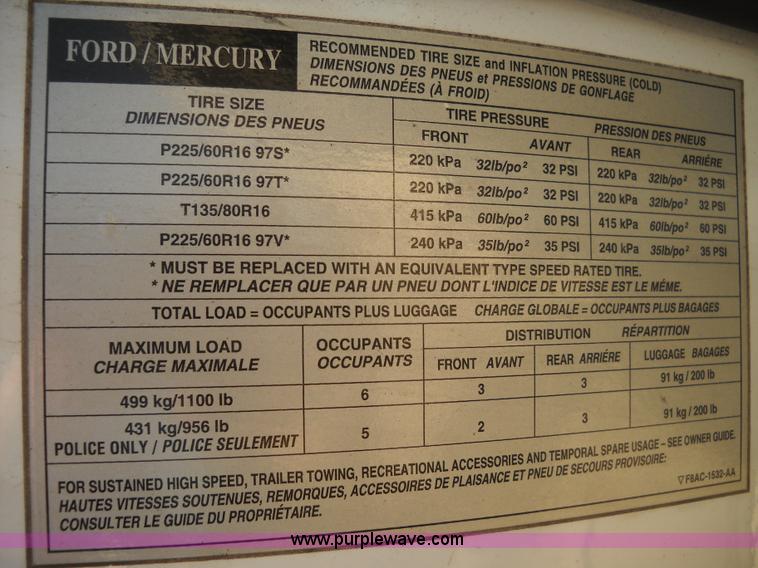 FORD / MERCURY
RECOMMENDED TIRE SIZE and INFLATION PRESSURE (COLD)
DIMENSIONS DES PNEUS et PRESSIONS DE GONFLAGE
RECOMMANDÉES (À FROID)
TIRE SIZE
DIMENSIONS DES PNEUS
TIRE PRESSURE PRESSION DES PNEUS
FRONT AVANT REAR ARRIÉRE
P225/60R16 97S* 220 kPa 32lb/po² 32 PSI 220 kPa 32lb/po² 32 PSI
P225/60R16 97T* 220 kPa 32lb/po² 32 PSI 220 kPa 32lb/po² 32 PSI
T135/80R16 415 kPa 60lb/po² 60 PSI 415 kPa 60lb/po² 60 PSI
P225/60R16 97V* 240 kPa 35lb/po² 35 PSI 240 kPa 35lb/po² 35 PSI
* MUST BE REPLACED WITH AN EQUIVALENT TYPE SPEED RATED TIRE.
* NE REMPLACER QUE PAR UN PNEU DONT L'INDICE DE VITESSE EST LE MÉME.
TOTAL LOAD = OCCUPANTS PLUS LUGGAGE CHARGE GLOBALE = OCCUPANTS PLUS BAGAGES
MAXIMUM LOAD
CHARGE MAXIMALE
OCCUPANTS
OCCUPANTS
DISTRIBUTION RÉPARTITION
FRONT AVANT REAR ARRIÉRE LUGGAGE BAGAGES
499 kg/1100 lb 6 3 3 91 kg / 200 lb
431 kg/956 lb
POLICE ONLY / POLICE SEULEMENT 5 2 3 91 kg / 200 lb
FOR SUSTAINED HIGH SPEED, TRAILER TOWING, RECREATIONAL ACCESSORIES AND TEMPORAL SPARE USAGE – SEE OWNER GUIDE.
HAUTES VITESSES SOUTENUES, REMORQUES, ACCESSOIRES DE PLAISANCE ET PNEU DE SECOURS PROVISOIRE:
CONSULTER LE GUIDE DU PROPRIÉTAIRE.
▽ F8AC-1532-AA
www.purplewave.com